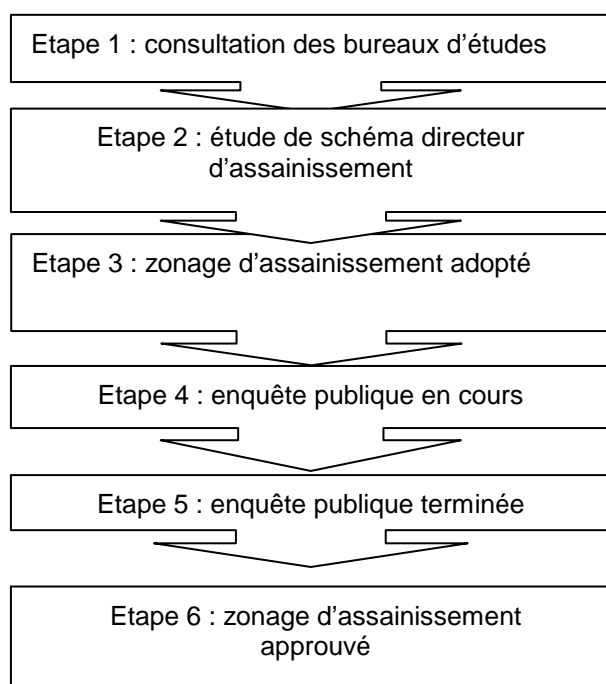 Etape 1 : consultation des bureaux d’études
Etape 2 : étude de schéma directeur
d’assainissement
Etape 3 : zonage d’assainissement adopté
Etape 4 : enquête publique en cours
Etape 5 : enquête publique terminée
Etape 6 : zonage d’assainissement
approuvé